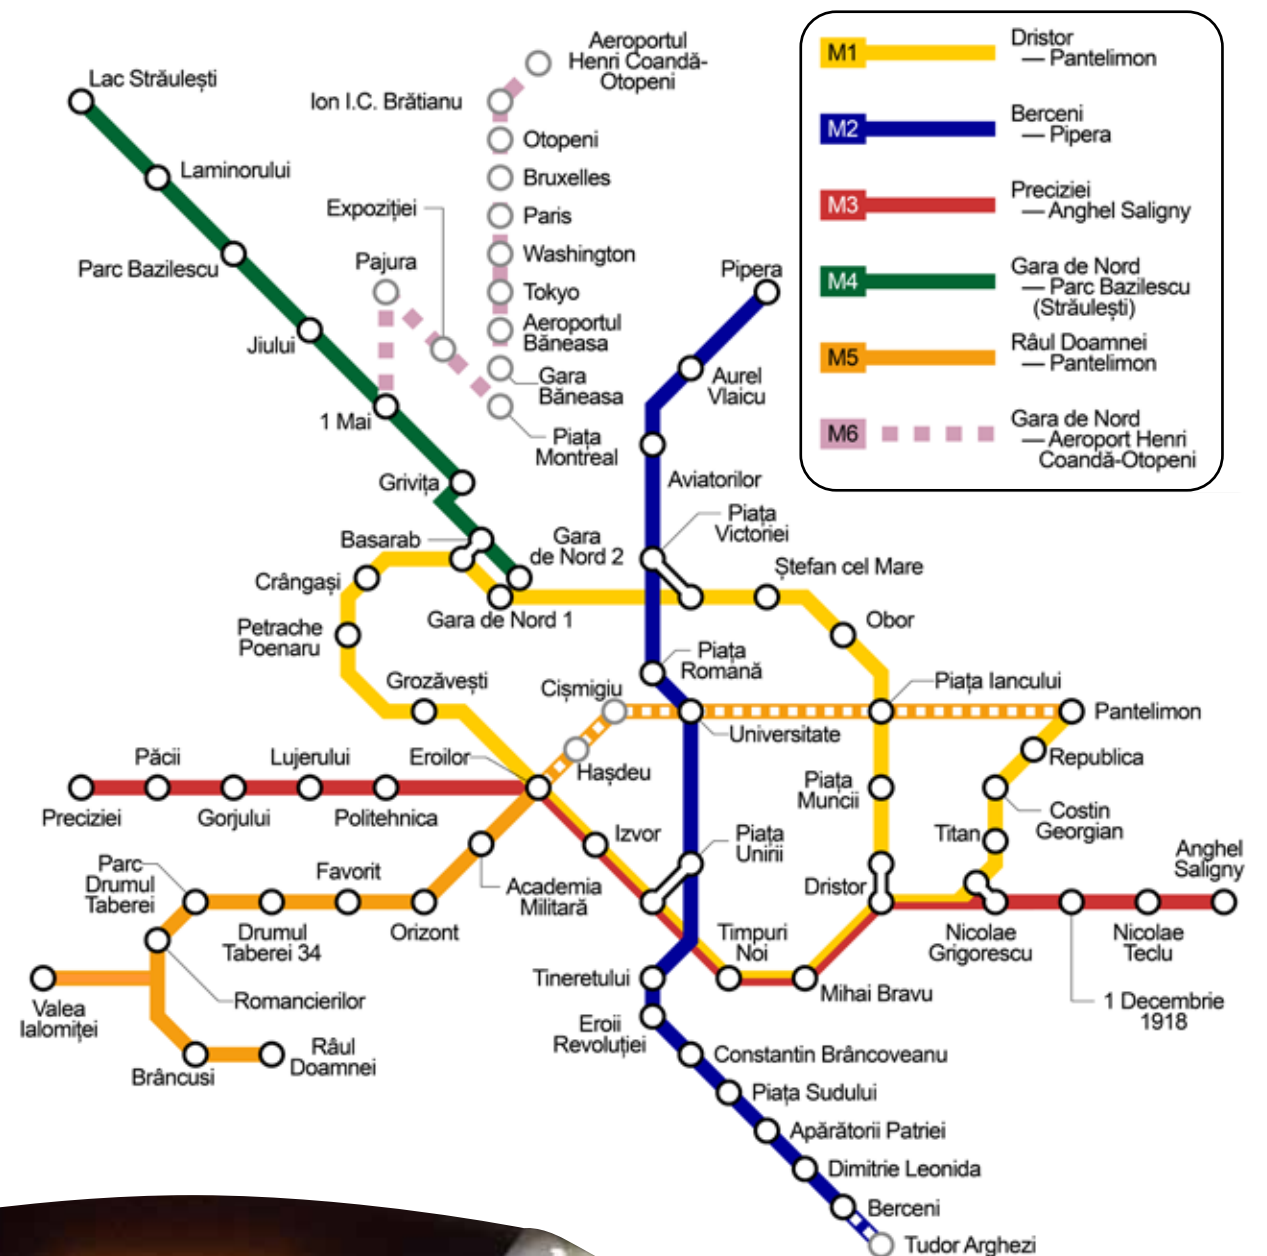 Aeroportul
Henri Coandă-
Otopeni
Lac Străulești
Ion I.C. Brătianu
Otopeni
Laminorului
Bruxelles
Expoziției
Paris
Parc Bazilescu
Pajura
Washington
Pipera
Tokyo
Jiului
Aeroportul
Băneasa
Gara
Băneasa
Aurel
Vlaicu
1 Mai
Piața
Montreal
Grivița
Aviatorilor
Basarab
Gara
de Nord 2
Piața
Victoriei
Crângași
Ștefan cel Mare
Gara de Nord 1
Obor
Petrache
Poenaru
Piața
Romană
Grozăvești
Cișmigiu
Piața Iancului
Pantelimon
Universitate
Republica
Păcii
Lujerului
Eroilor
Hașdeu
Piața
Muncii
Costin
Georgian
Preciziei
Gorjului
Politehnica
Izvor
Piața
Unirii
Titan
Anghel
Saligny
Parc
Drumul
Taberei
Favorit
Academia
Militară
Dristor
Drumul
Taberei 34
Orizont
Timpuri
Noi
Nicolae
Grigorescu
Nicolae
Teclu
Tineretului
Mihai Bravu
Valea
Ialomiței
Romancierilor
1 Decembrie
1918
Eroii
Revoluției
Brâncusi
Râul
Doamnei
Constantin Brâncoveanu
Piața Sudului
Apărătorii Patriei
Dimitrie Leonida
Berceni
Tudor Arghezi
M1
Dristor
— Pantelimon
M2
Berceni
— Pipera
M3
Preciziei
— Anghel Saligny
M4
Gara de Nord
— Parc Bazilescu
(Străulești)
M5
Râul Doamnei
— Pantelimon
M6
Gara de Nord
— Aeroport Henri
Coandă-Otopeni